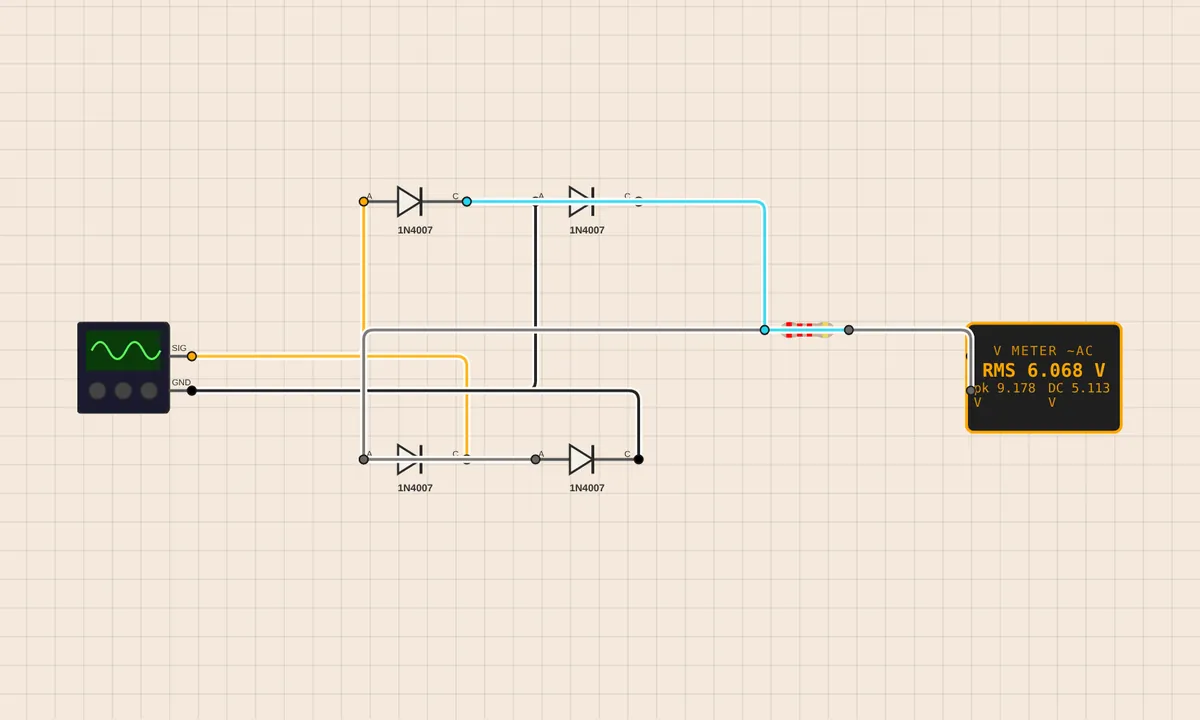 A
C
A
C
1N4007
1N4007
SIG
GND
V METER ~AC
RMS 6.068 V
pk 9.178 V
DC 5.113 V
A
C
A
C
1N4007
1N4007